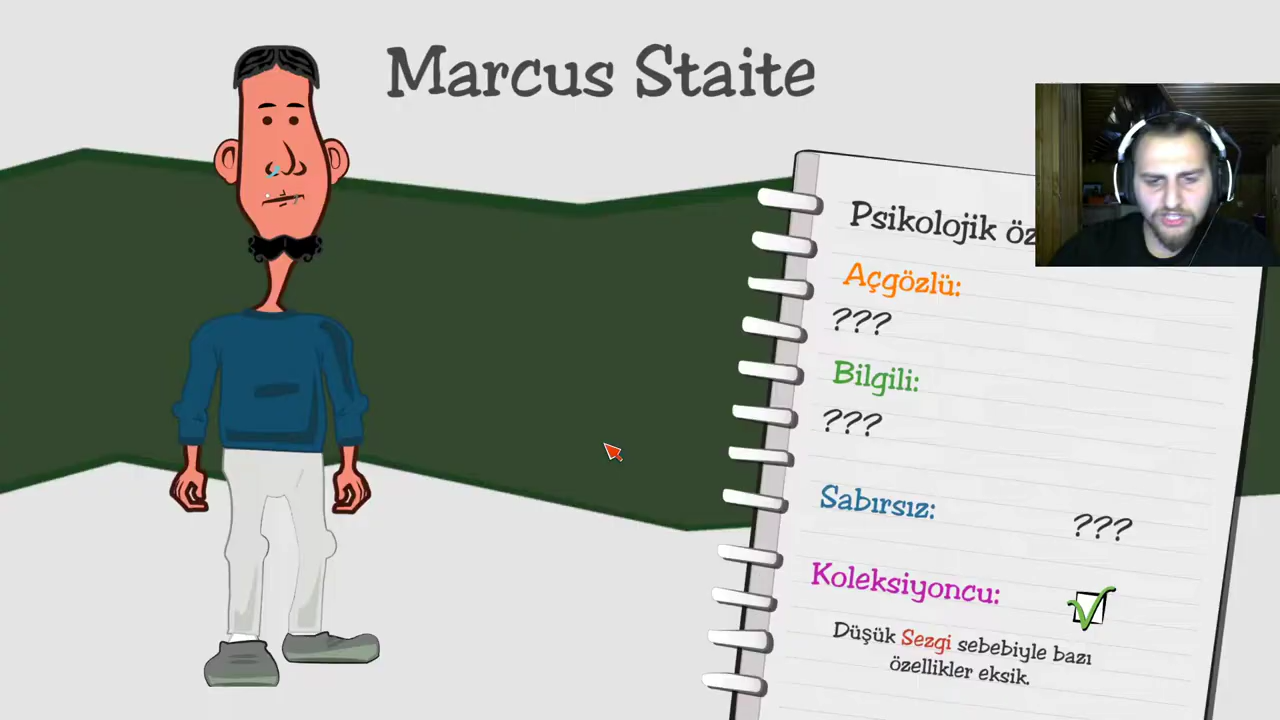 Marcus Staite
Psikolojik öz
Açgözlü:
???
Bilgili:
???
Sabırsız: ???
Koleksiyoncu:
Düşük Sezgi sebebiyle bazı
özellikler eksik.